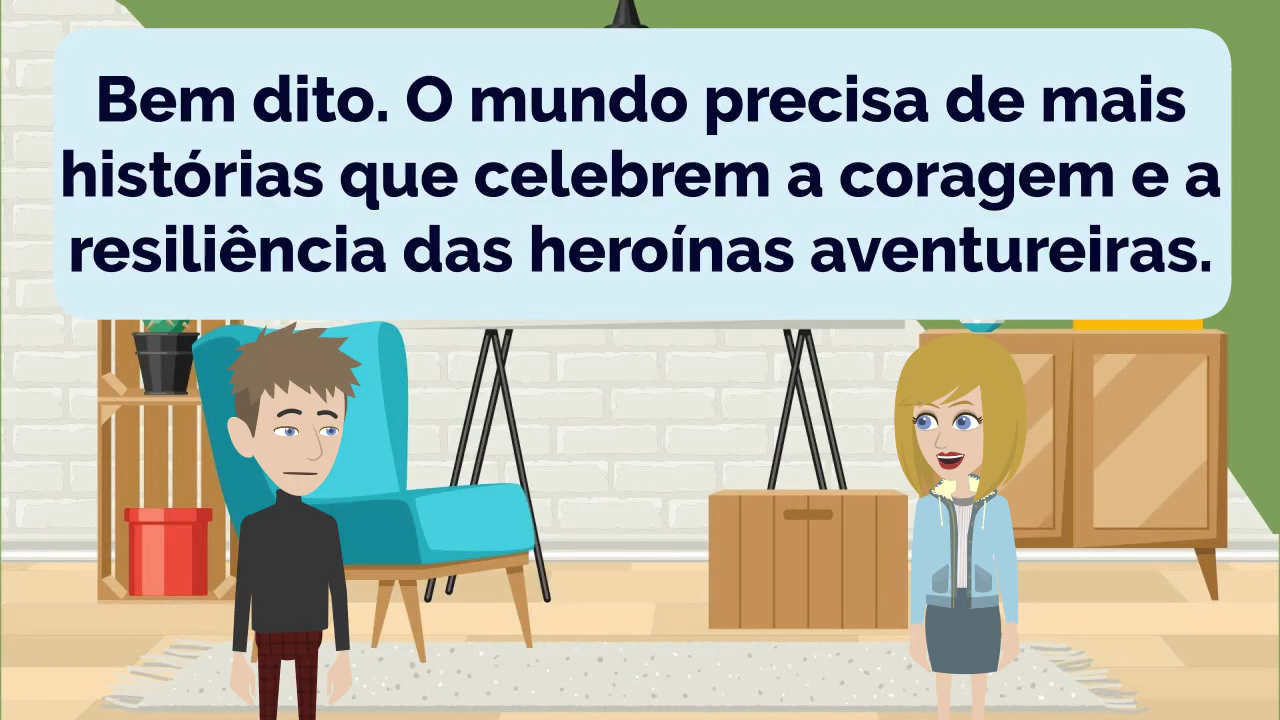 Bem dito. O mundo precisa de mais
histórias que celebrem a coragem e a
resiliência das heroínas aventureiras.